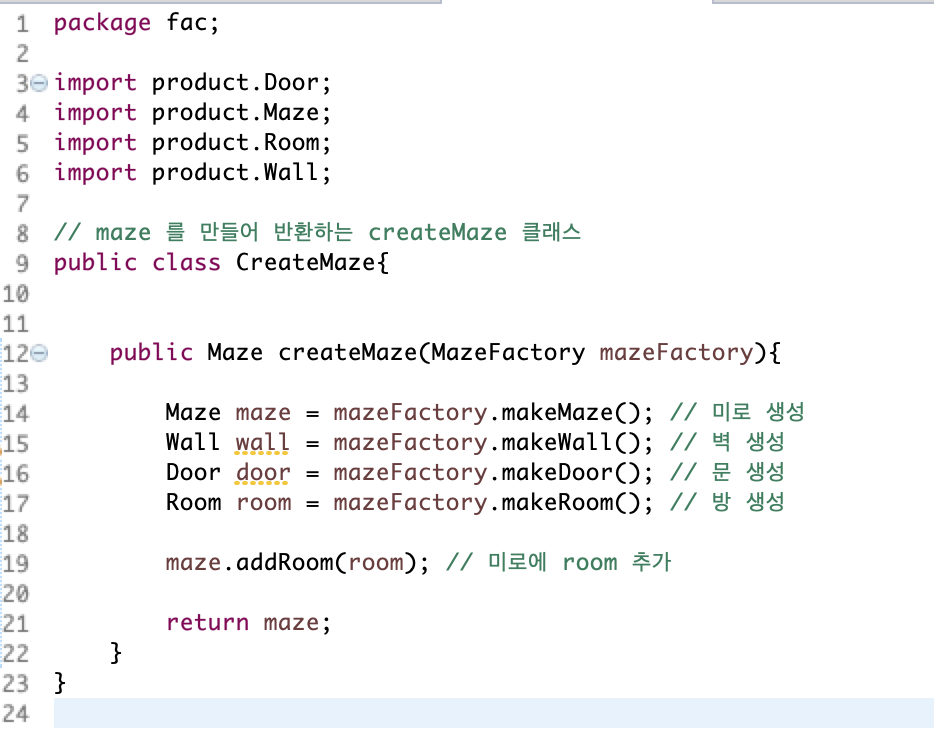 1 package fac;
2
3 import product.Door;
4 import product.Maze;
5 import product.Room;
6 import product.Wall;
7
8 // maze 를 만들어 반환하는 createMaze 클래스
9 public class CreateMaze{
10
11
12     public Maze createMaze(MazeFactory mazeFactory){
13
14         Maze maze = mazeFactory.makeMaze(); // 미로 생성
15         Wall wall = mazeFactory.makeWall(); // 벽 생성
16         Door door = mazeFactory.makeDoor(); // 문 생성
17         Room room = mazeFactory.makeRoom(); // 방 생성
18
19         maze.addRoom(room); // 미로에 room 추가
20
21         return maze;
22     }
23 }
24